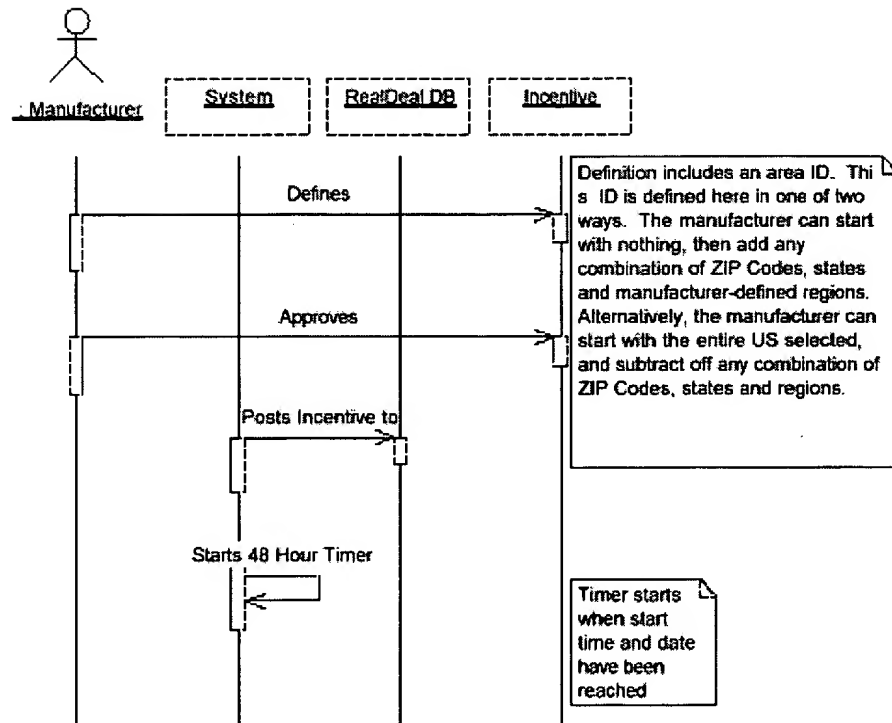 : Manufacturer
System
RealDeal DB
Incentive
Defines
Definition includes an area ID. Thi
s ID is defined here in one of two
ways. The manufacturer can start
with nothing, then add any
combination of ZIP Codes, states
and manufacturer-defined regions.
Alternatively, the manufacturer can
start with the entire US selected,
and subtract off any combination of
ZIP Codes, states and regions.
Approves
Posts Incentive to
Starts 48 Hour Timer
Timer starts
when start
time and date
have been
reached